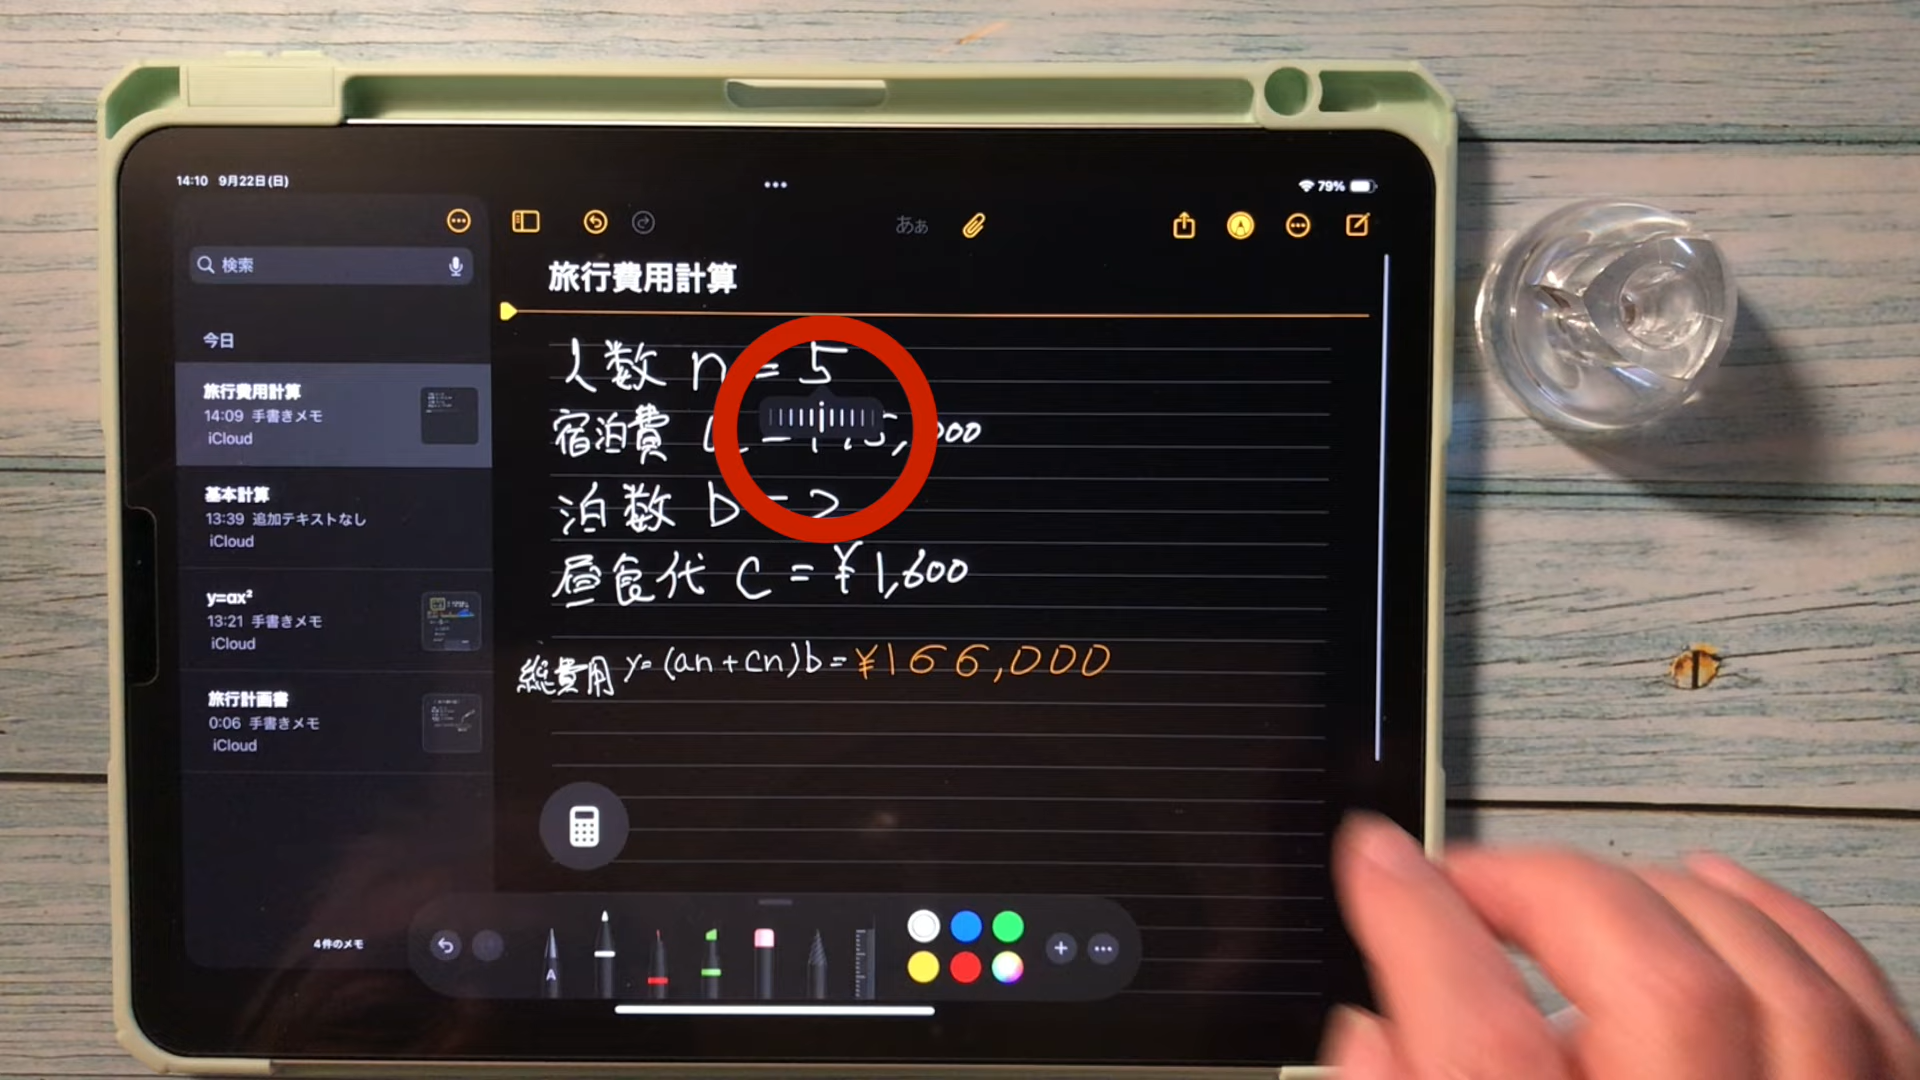 14:10 9月22日(日)
79%
検索
今日
旅行費用計算
14:09 手書きメモ
iCloud
基本計算
13:39 追加テキストなし
iCloud
y=ax²
13:21 手書きメモ
iCloud
旅行計画書
0:06 手書きメモ
iCloud
4件のメモ
あぁ
旅行費用計算
人数 n = 5
宿泊費 = ,000
泊数 b = 2
昼食代 C = ¥1,600
総費用 y=(an+cn)b=¥166,000
A